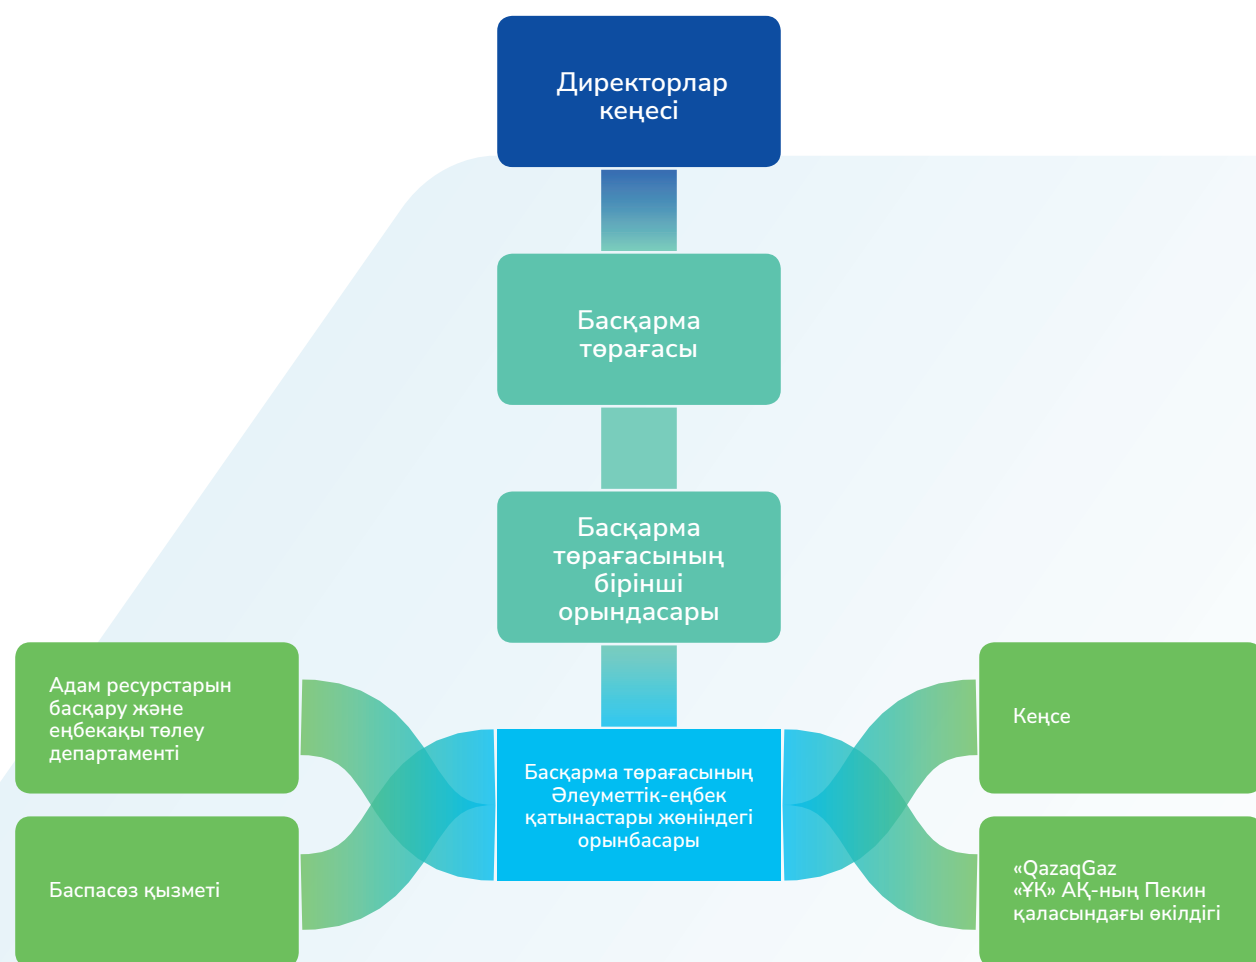 Директорлар
кеңесі
Басқарма
төрағасы
Басқарма
төрағасының
бірінші
орындасары
Адам ресурстарын
басқару және
еңбекақы төлеу
департаменті
Баспасөз қызметі
Басқарма төрағасының
Әлеуметтік-еңбек
қатынастары жөніндегі
орынбасары
Кеңсе
«QazaqGaz
«ҰК» АҚ-ның Пекин
қаласындағы өкілдігі